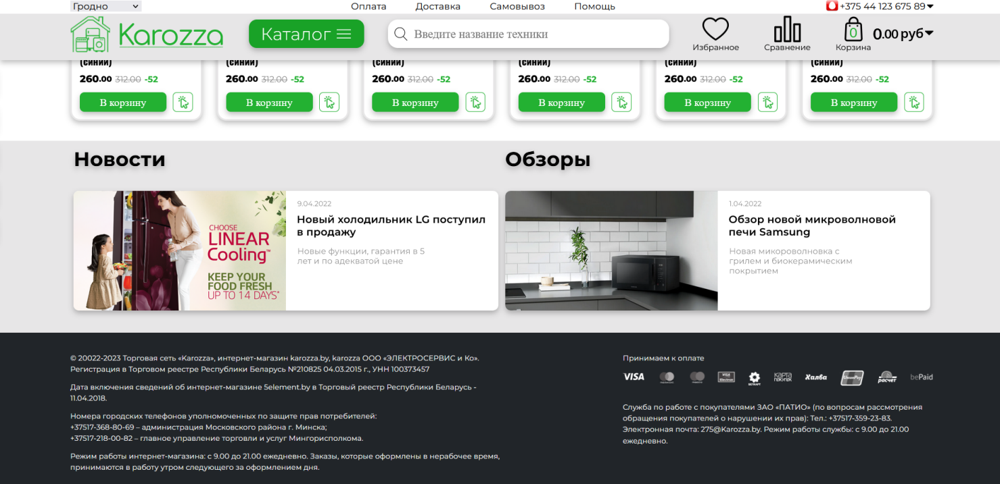 Гродно
Оплата Доставка Самовывоз Помощь
+375 44 123 675 89
Karozza
Каталог
Введите название техники
Избранное
Сравнение
0
Корзина
0.00 руб
(синий) (синий) (синий) (синий) (синий) (синий)
260.00 312.00 -52 260.00 312.00 -52 260.00 312.00 -52 260.00 312.00 -52 260.00 312.00 -52 260.00 312.00 -52
В корзину В корзину В корзину В корзину В корзину В корзину
Новости
CHOOSE
LINEAR
Cooling™
KEEP YOUR
FOOD FRESH
UP TO 14 DAYS*
9.04.2022
Новый холодильник LG поступил
в продажу
Новые функции, гарантия в 5
лет и по адекватой цене
Обзоры
1.04.2022
Обзор новой микроволновой
печи Samsung
Новая микороволновка с
грилем и биокерамическим
покрытием
© 20022-2023 Торговая сеть «Karozza», интернет-магазин karozza.by, karozza ООО «ЭЛЕКТРОСЕРВИС и Ко».
Регистрация в Торговом реестре Республики Беларусь №210825 04.03.2015 г., УНН 100373457
Дата включения сведений об интернет-магазине 5element.by в Торговый реестр Республики Беларусь -
11.04.2018.
Номера городских телефонов уполномоченных по защите прав потребителей:
+37517-368-80-69 – администрация Московского района г. Минска;
+37517-218-00-82 – главное управление торговли и услуг Мингорисполкома.
Режим работы интернет-магазина: с 9.00 до 21.00 ежедневно. Заказы, которые оформлены в нерабочее время,
принимаются в работу утром следующего за оформлением дня.
Принимаем к оплате
VISA VISA Electron БЕЛКАРТ КАРТА ПОКУПОК Халва UnionPay расчет bePaid
Служба по работе с покупателями ЗАО «ПАТИО» (по вопросам рассмотрения
обращения покупателей о нарушении их прав): Тел.: +37517-359-23-83.
Электронная почта: 275@Karozza.by. Режим работы службы: с 9.00 до 21.00
ежедневно.